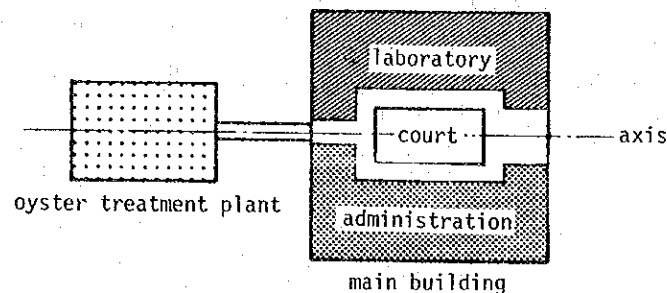 laboratory
court
axis
oyster treatment plant
administration
main building